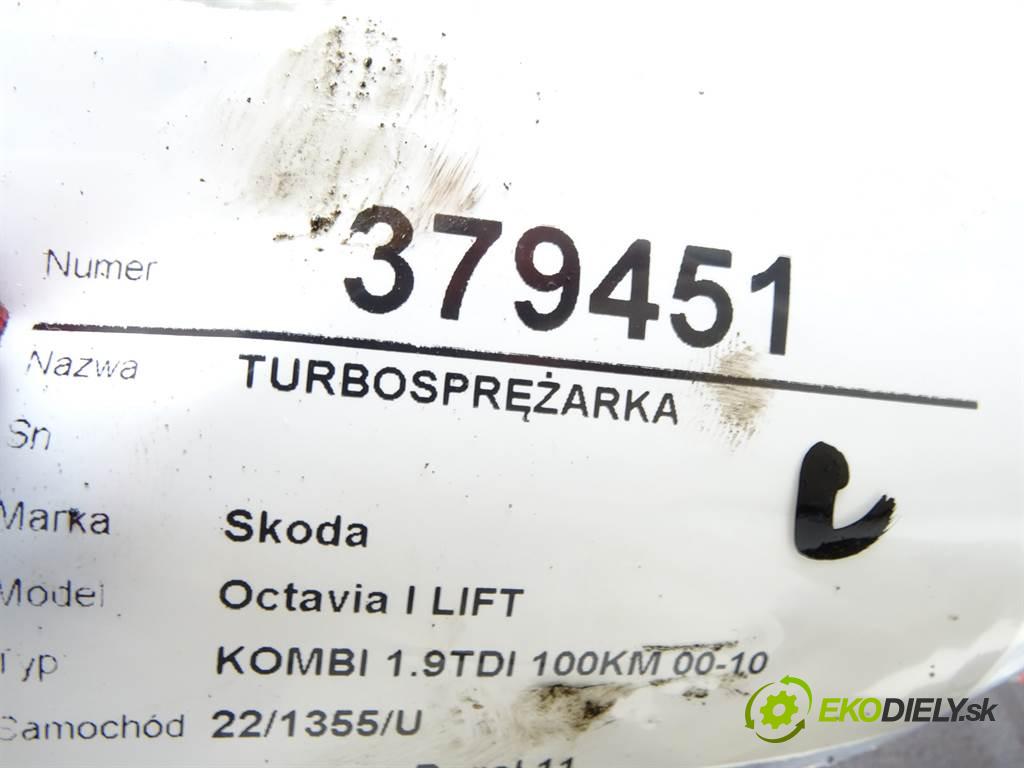 Numer 379451
Nazwa TURBOSPRĘŻARKA
Sn
Marka Skoda
Model Octavia I LIFT
Typ KOMBI 1.9TDI 100KM 00-10
Samochód 22/1355/U
11
EKODIELY.sk